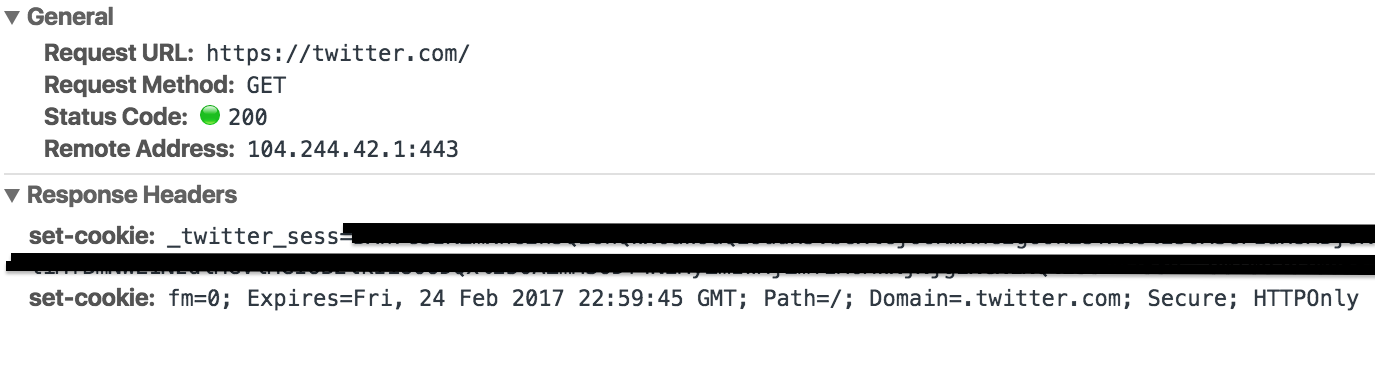 General
Request URL: https://twitter.com/
Request Method: GET
Status Code: 200
Remote Address: 104.244.42.1:443
Response Headers
set-cookie: _twitter_sess=
set-cookie: fm=0; Expires=Fri, 24 Feb 2017 22:59:45 GMT; Path=/; Domain=.twitter.com; Secure; HTTPOnly